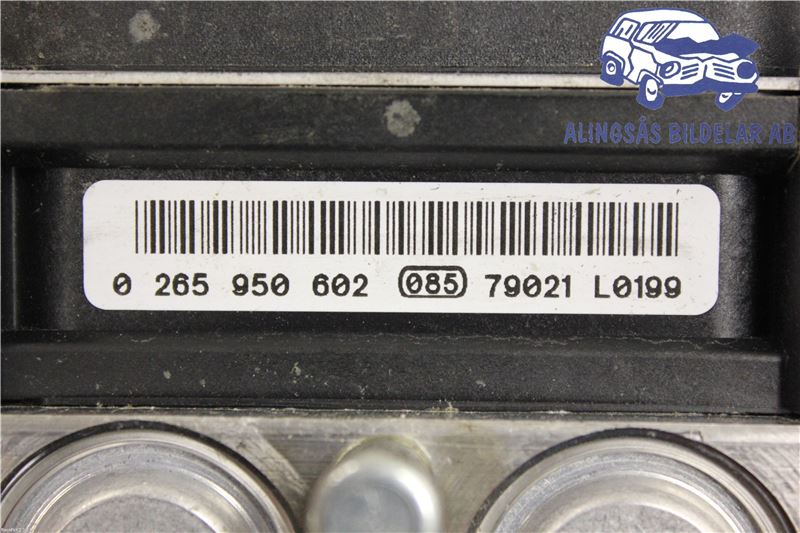 ALINGSÅS BILDELAR AB
0 265 950 602 085 79021 L0199